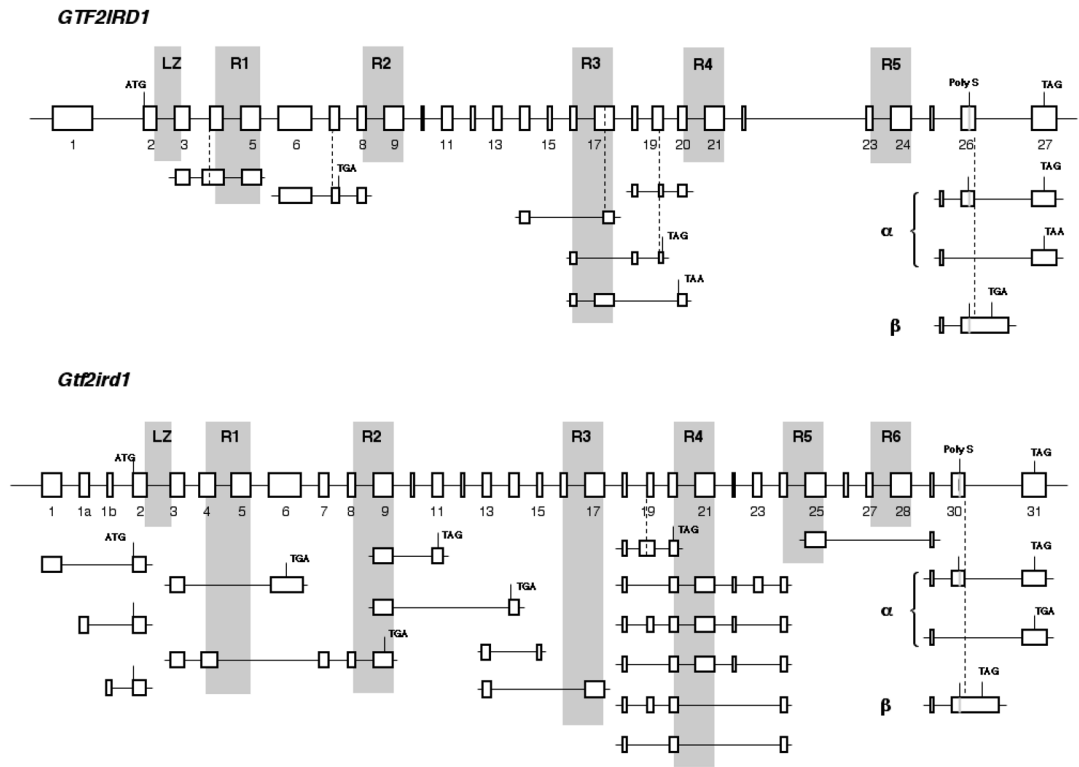 GTF2IRD1
LZ R1 R2 R3 R4 R5
ATG Poly S TAG
1 2 3 5 6 8 9 11 13 15 17 19 20 21 23 24 26 27
TGA TAG
TAG α TAA
TAA
β TGA
Gtf2ird1
LZ R1 R2 R3 R4 R5 R6
ATG Poly S TAG
1 1a 1b 2 3 4 5 6 7 8 9 11 13 15 17 19 21 23 25 27 28 30 31
ATG TAG TAG TAG
TGA TGA α TGA
TGA TAG
β